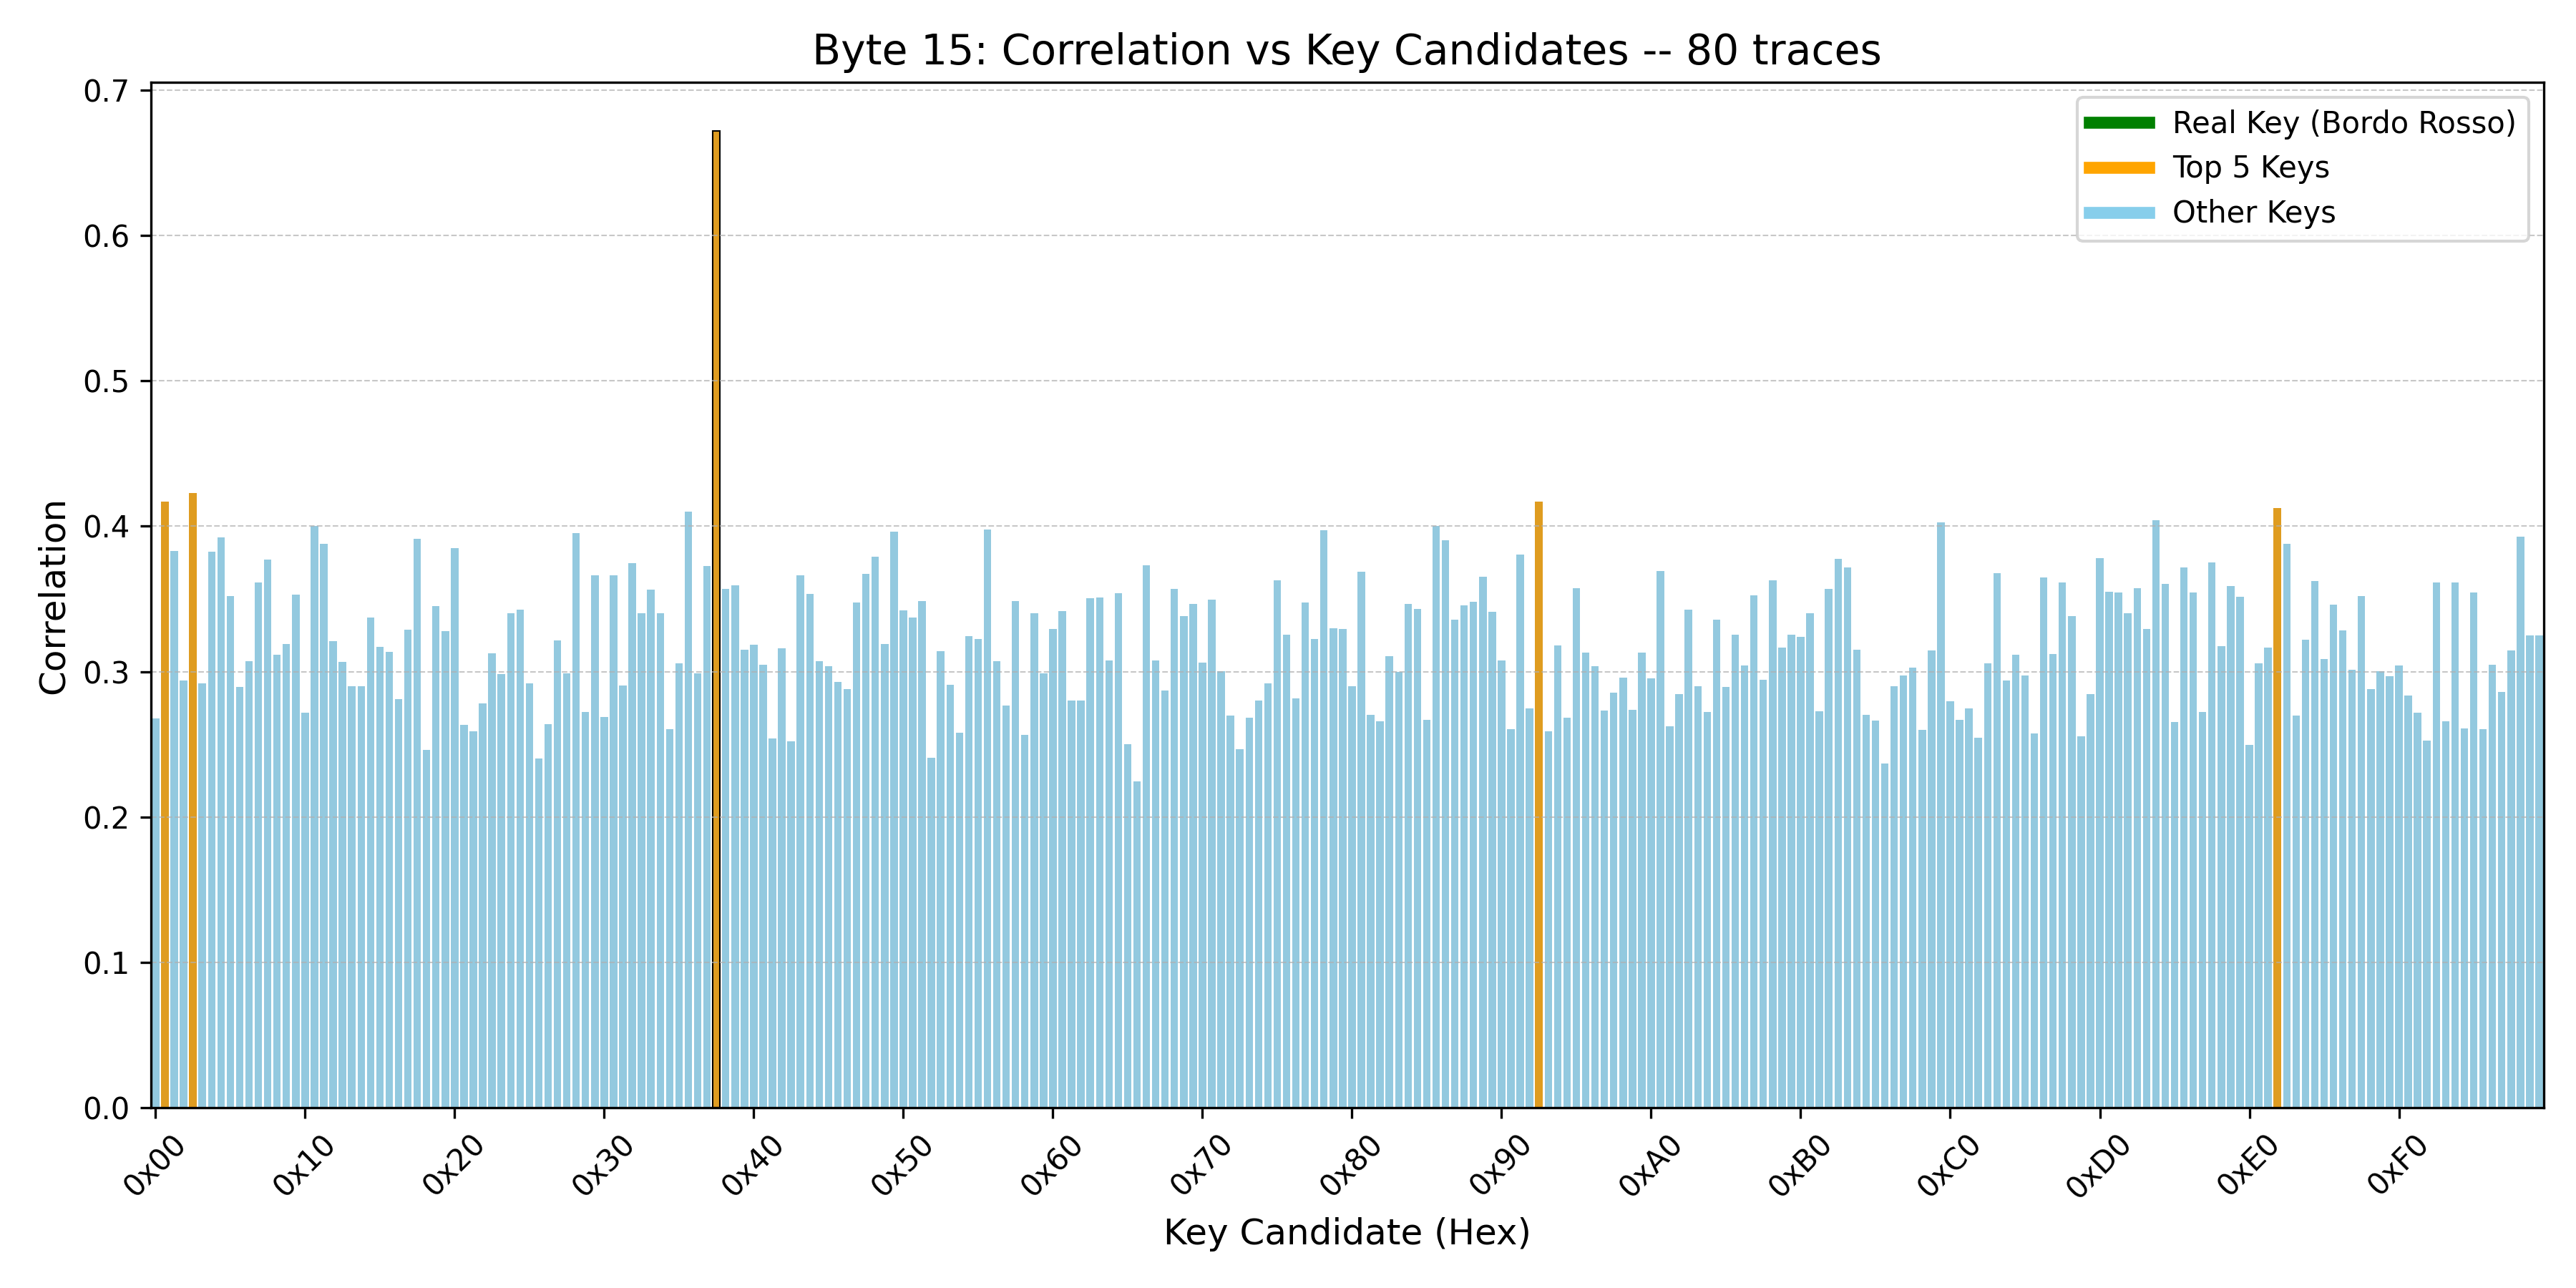 Byte 15: Correlation vs Key Candidates -- 80 traces
Real Key (Bordo Rosso)
Top 5 Keys
Other Keys
Correlation
0.7
0.6
0.5
0.4
0.3
0.2
0.1
0.0
0x00
0x10
0x20
0x30
0x40
0x50
0x60
0x70
0x80
0x90
0xA0
0xB0
0xC0
0xD0
0xE0
0xF0
Key Candidate (Hex)